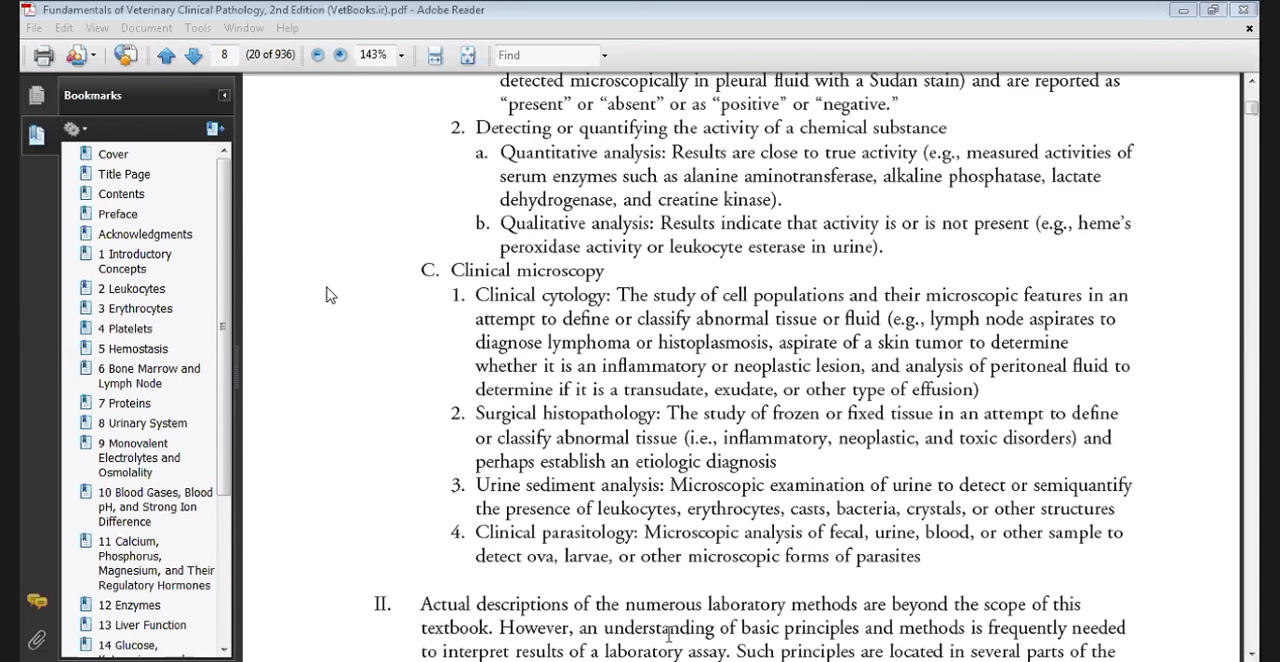 Fundamentals of Veterinary Clinical Pathology, 2nd Edition (VetBooks.ir).pdf - Adobe Reader
File Edit View Document Tools Window Help
8 (20 of 936) 143% Find
Bookmarks
Cover
Title Page
Contents
Preface
Acknowledgments
1 Introductory
Concepts
2 Leukocytes
3 Erythrocytes
4 Platelets
5 Hemostasis
6 Bone Marrow and
Lymph Node
7 Proteins
8 Urinary System
9 Monovalent
Electrolytes and
Osmolality
10 Blood Gases, Blood
pH, and Strong Ion
Difference
11 Calcium,
Phosphorus,
Magnesium, and Their
Regulatory Hormones
12 Enzymes
13 Liver Function
14 Glucose,
detected microscopically in pleural fluid with a Sudan stain) and are reported as
“present” or “absent” or as “positive” or “negative.”
2. Detecting or quantifying the activity of a chemical substance
a. Quantitative analysis: Results are close to true activity (e.g., measured activities of
serum enzymes such as alanine aminotransferase, alkaline phosphatase, lactate
dehydrogenase, and creatine kinase).
b. Qualitative analysis: Results indicate that activity is or is not present (e.g., heme’s
peroxidase activity or leukocyte esterase in urine).
C. Clinical microscopy
1. Clinical cytology: The study of cell populations and their microscopic features in an
attempt to define or classify abnormal tissue or fluid (e.g., lymph node aspirates to
diagnose lymphoma or histoplasmosis, aspirate of a skin tumor to determine
whether it is an inflammatory or neoplastic lesion, and analysis of peritoneal fluid to
determine if it is a transudate, exudate, or other type of effusion)
2. Surgical histopathology: The study of frozen or fixed tissue in an attempt to define
or classify abnormal tissue (i.e., inflammatory, neoplastic, and toxic disorders) and
perhaps establish an etiologic diagnosis
3. Urine sediment analysis: Microscopic examination of urine to detect or semiquantify
the presence of leukocytes, erythrocytes, casts, bacteria, crystals, or other structures
4. Clinical parasitology: Microscopic analysis of fecal, urine, blood, or other sample to
detect ova, larvae, or other microscopic forms of parasites
II. Actual descriptions of the numerous laboratory methods are beyond the scope of this
textbook. However, an understanding of basic principles and methods is frequently needed
to interpret results of a laboratory assay. Such principles are located in several parts of the